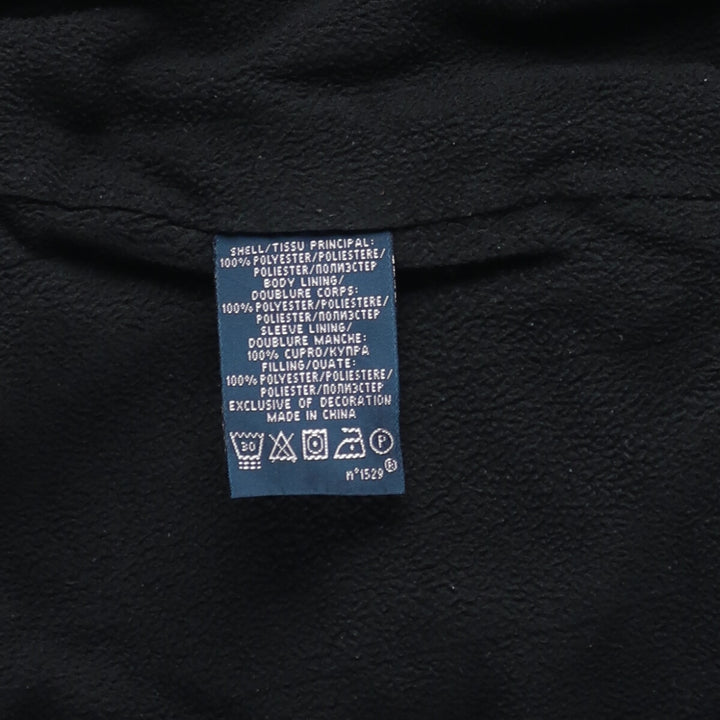 SHELL/TISSU PRINCIPAL:
100% POLYESTER/POLIESTERE/
POLIESTER/ПОЛИЭСТЕР
BODY LINING/
DOUBLURE CORPS:
100% POLYESTER/POLIESTERE/
POLIESTER/ПОЛИЭСТЕР
SLEEVE LINING/
DOUBLURE MANCHE:
100% CUPRO/КУПРА
FILLING/OUATE:
100% POLYESTER/POLIESTERE/
POLIESTER/ПОЛИЭСТЕР
EXCLUSIVE OF DECORATION
MADE IN CHINA
30 P
n°1529 ®